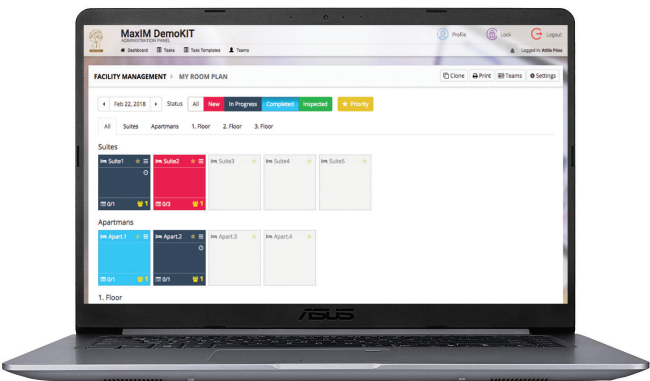 MaxIM DemoKIT
ADMINISTRATION PANEL
Dashboard Tasks Task Templates Teams
Profile Lock Logout
Logged in Attila Pilas
FACILITY MANAGEMENT > MY ROOM PLAN
Clone Print Teams Settings
Feb 22, 2018 Status All New In Progress Completed Inspected Priority
All Suites Apartmans 1. Floor 2. Floor 3. Floor
Suites
Suite1 Suite2 Suite3 Suite4 Suite5
0/1 1 0/3 1
Apartmans
Apart.1 Apart.2 Apart.3 Apart.4
0/1 1 0/1 1
1. Floor
ASUS